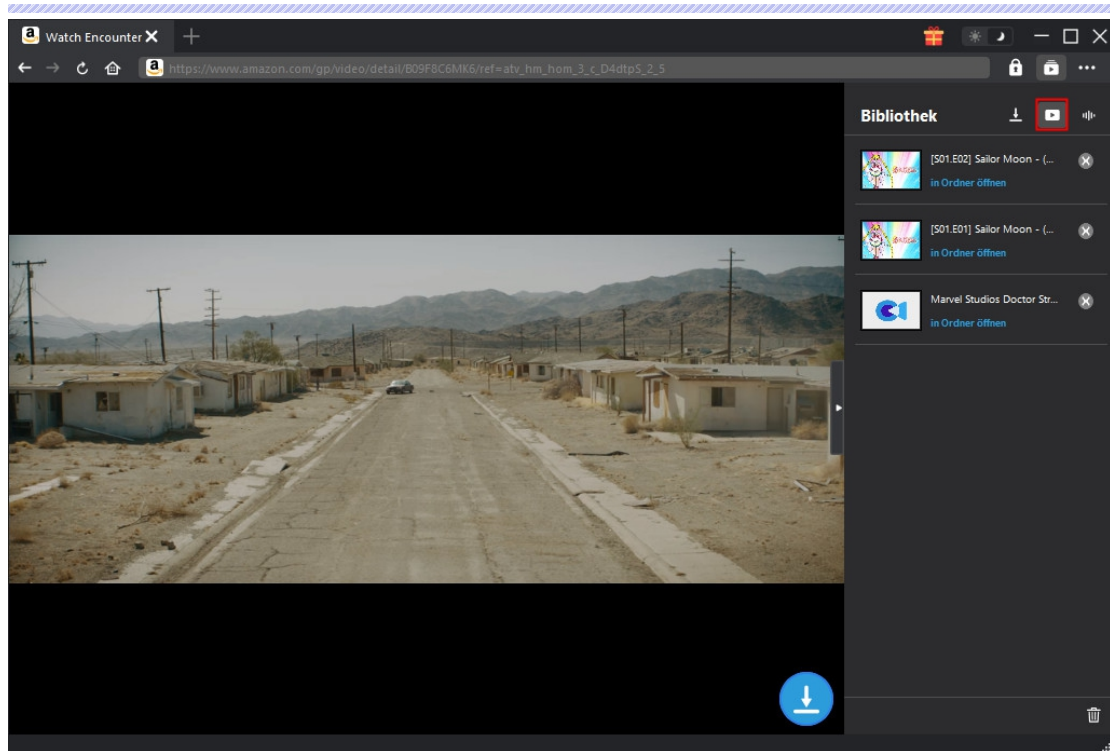 Watch Encounter
https://www.amazon.com/gp/video/detail/B09F8C6MK6/ref=atv_hm_hom_3_c_D4dtpS_2_5
Bibliothek
[S01.E02] Sailor Moon - (...
in Ordner öffnen
[S01.E01] Sailor Moon - (...
in Ordner öffnen
Marvel Studios Doctor Str...
in Ordner öffnen